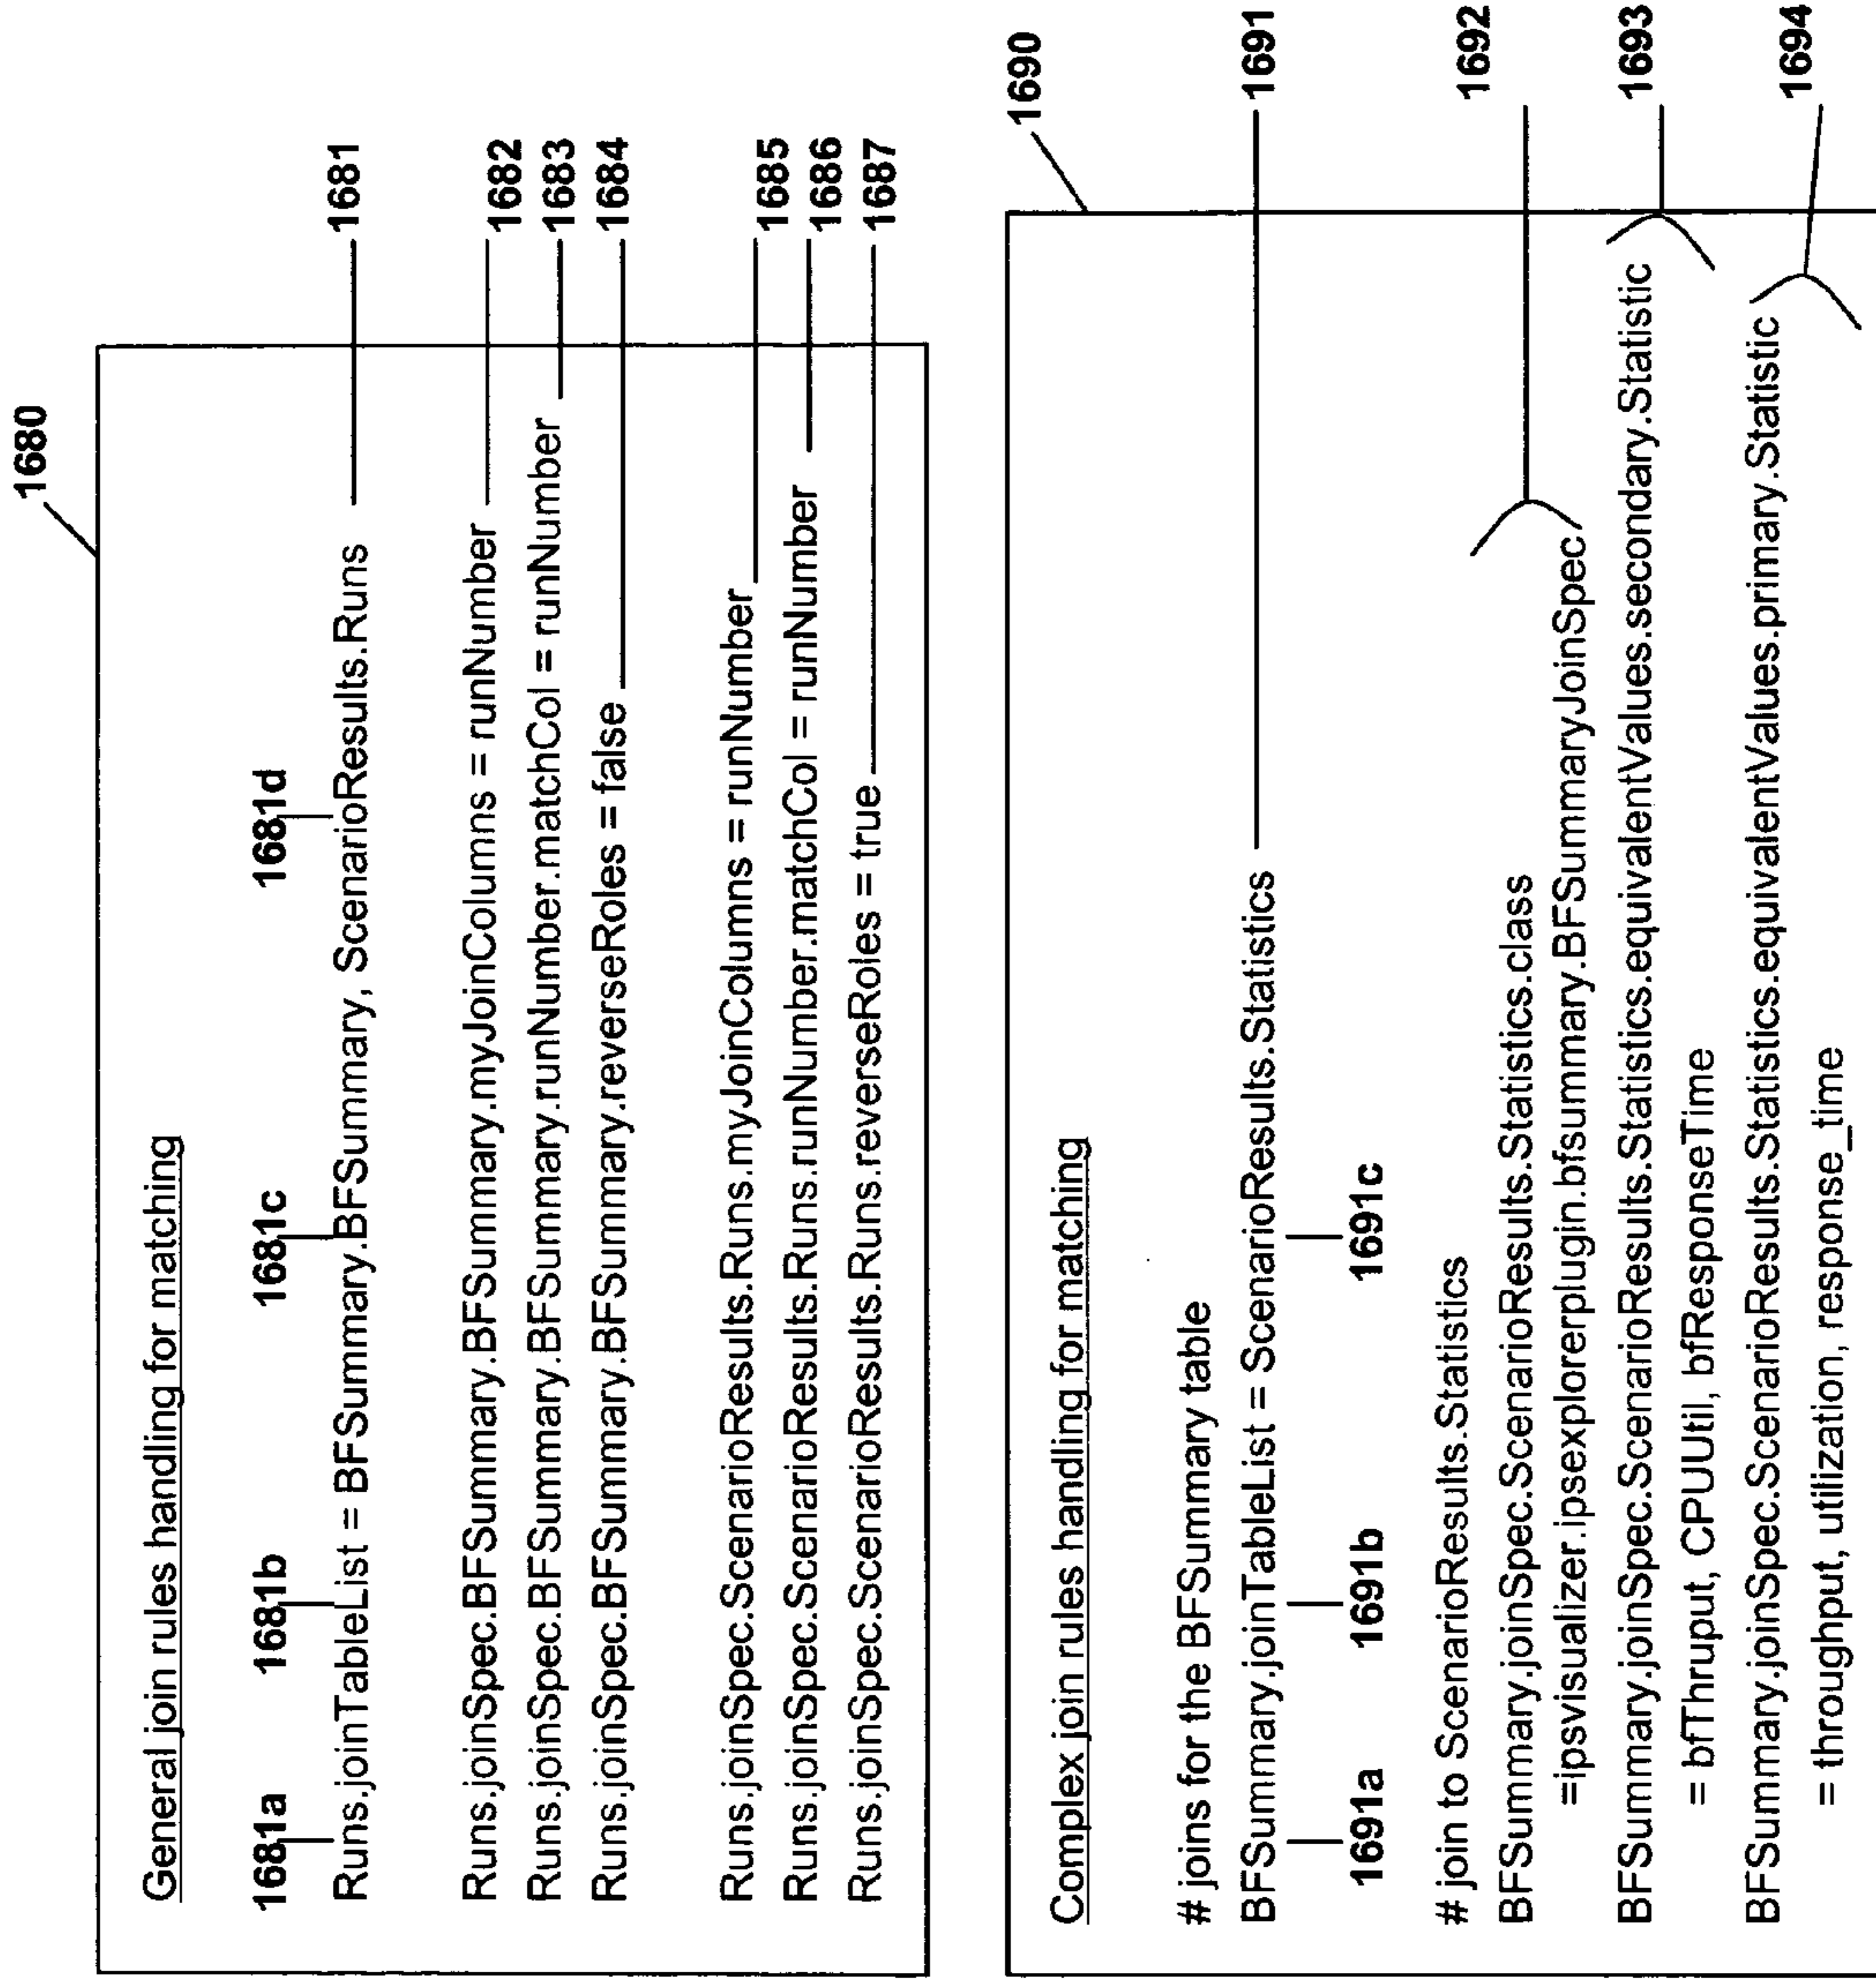 1680
General join rules handling for matching
1681a 1681b 1681c 1681d
Runs.joinTableList = BFSummary.BFSummary, ScenarioResults.Runs 1681
Runs.joinSpec.BFSummary.BFSummary.myJoinColumns = runNumber 1682
Runs.joinSpec.BFSummary.BFSummary.runNumber.matchCol = runNumber 1683
Runs.joinSpec.BFSummary.BFSummary.reverseRoles = false 1684
Runs.joinSpec.ScenarioResults.Runs.myJoinColumns = runNumber 1685
Runs.joinSpec.ScenarioResults.Runs.runNumber.matchCol = runNumber 1686
Runs.joinSpec.ScenarioResults.Runs.reverseRoles = true 1687
1690
Complex join rules handling for matching
# joins for the BFSummary table
BFSummary.joinTableList = ScenarioResults.Statistics 1691
1691a 1691b 1691c
# join to ScenarioResults.Statistics
BFSummary.joinSpec.ScenarioResults.Statistics.class 1692
=ipsvisualizer.ipsexplorerplugin.bfsummary.BFSummaryJoinSpec
BFSummary.joinSpec.ScenarioResults.Statistics.equivalentValues.secondary.Statistic 1693
= bfThruput, CPUUtil, bfResponseTime
BFSummary.joinSpec.ScenarioResults.Statistics.equivalentValues.primary.Statistic 1694
= throughput, utilization, response_time